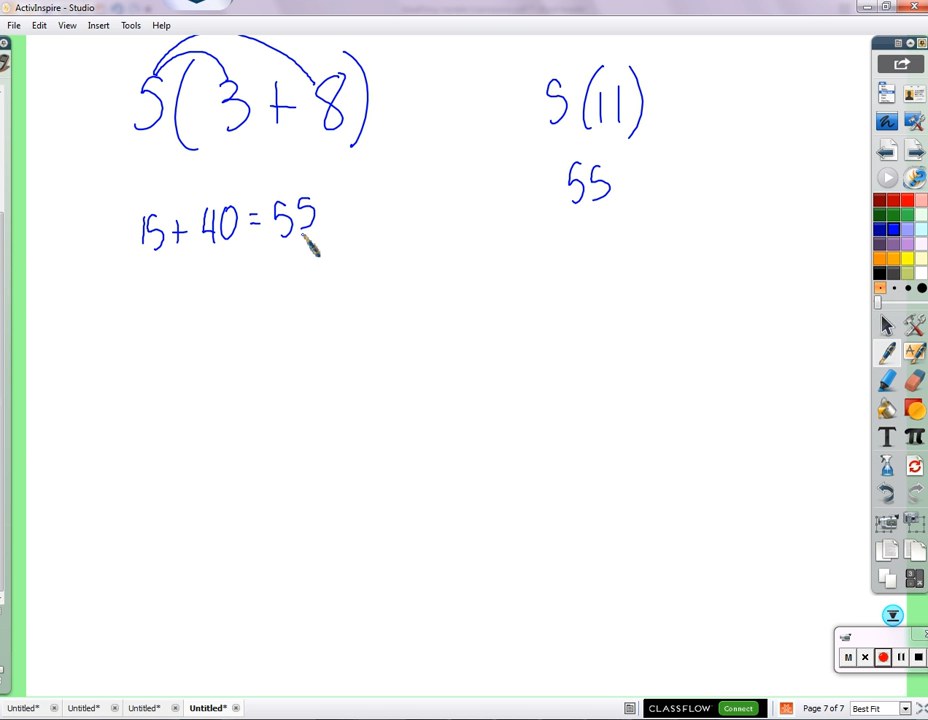 ActivInspire - Studio
File Edit View Insert Tools Help
5(3+8)
5(11)
55
15+40=55
T π
M
Untitled* Untitled* Untitled* Untitled*
CLASSFLOW Connect
Page 7 of 7 Best Fit